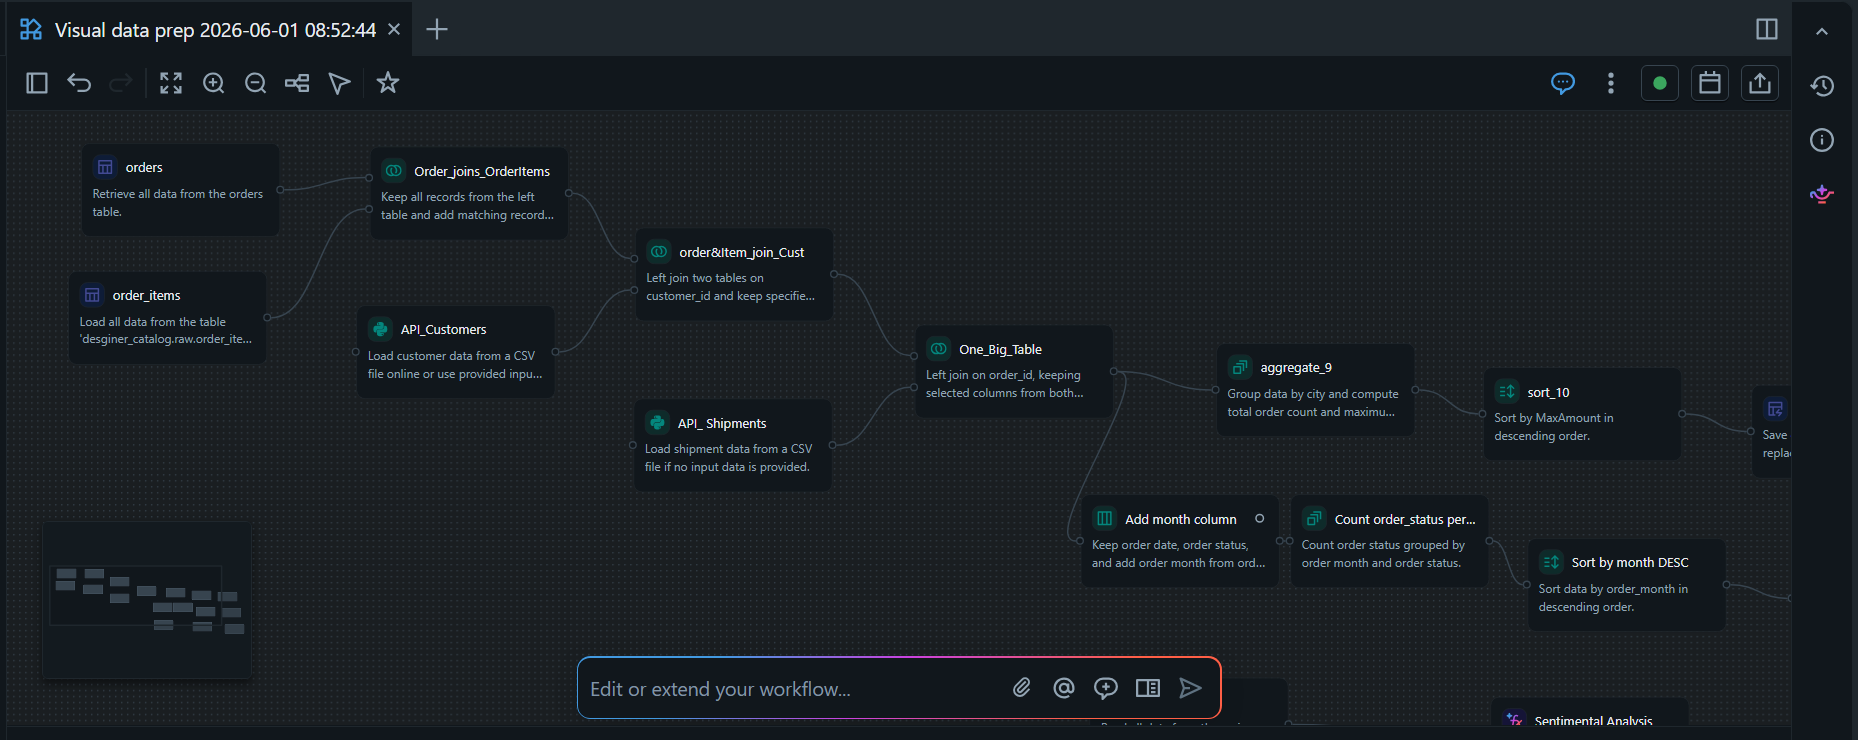 Visual data prep 2026-06-01 08:52:44
orders
Retrieve all data from the orders
table.
Order_joins_OrderItems
Keep all records from the left
table and add matching record...
order_items
Load all data from the table
'desginer_catalog.raw.order_ite...
API_Customers
Load customer data from a CSV
file online or use provided inpu...
order&Item_join_Cust
Left join two tables on
customer_id and keep specifie...
API_ Shipments
Load shipment data from a CSV
file if no input data is provided.
One_Big_Table
Left join on order_id, keeping
selected columns from both...
aggregate_9
Group data by city and compute
total order count and maximu...
sort_10
Sort by MaxAmount in
descending order.
Save
repla
Add month column
Keep order date, order status,
and add order month from ord...
Count order_status per...
Count order status grouped by
order month and order status.
Sort by month DESC
Sort data by order_month in
descending order.
Edit or extend your workflow...
Sentimental Analysis